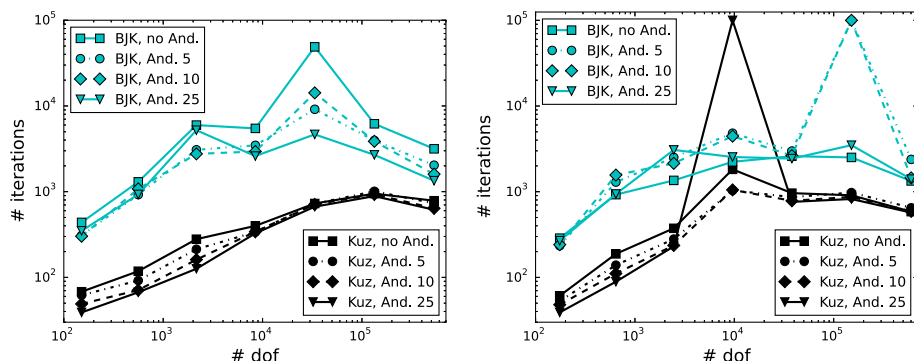 10^5
10^4
10^3
10^2
# iterations
BJK, no And.
BJK, And. 5
BJK, And. 10
BJK, And. 25
Kuz, no And.
Kuz, And. 5
Kuz, And. 10
Kuz, And. 25
10^2
10^3
10^4
10^5
# dof
10^5
10^4
10^3
10^2
# iterations
BJK, no And.
BJK, And. 5
BJK, And. 10
BJK, And. 25
Kuz, no And.
Kuz, And. 5
Kuz, And. 10
Kuz, And. 25
10^2
10^3
10^4
10^5
# dof